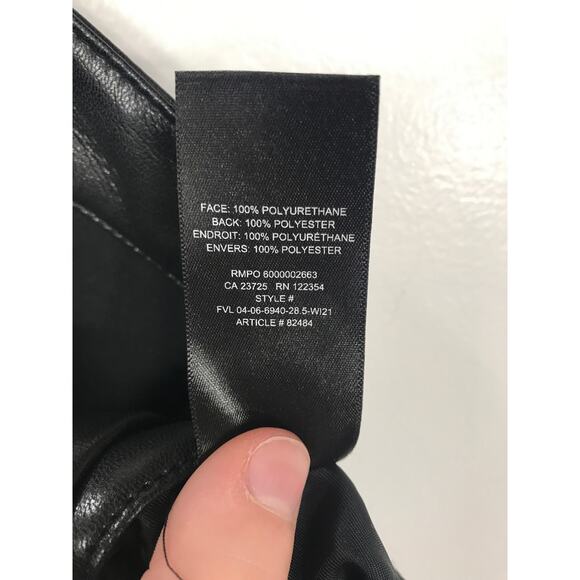 FACE: 100% POLYURETHANE
BACK: 100% POLYESTER
ENDROIT: 100% POLYURÉTHANE
ENVERS: 100% POLYESTER
RMPO 6000002663
CA 23725 RN 122354
STYLE #
FVL 04-06-6940-28.5-WI21
ARTICLE # 82484